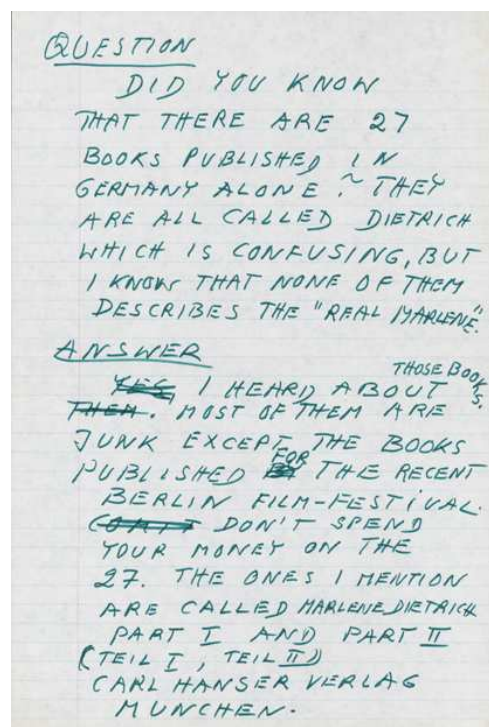 QUESTION
DID YOU KNOW
THAT THERE ARE 27
BOOKS PUBLISHED IN
GERMANY ALONE ~ THEY
ARE ALL CALLED DIETRICH
WHICH IS CONFUSING, BUT
I KNOW THAT NONE OF THEM
DESCRIBES THE "REAL MARLENE".
ANSWER
YES, I HEARD ABOUT THOSE BOOKS.
THEM. MOST OF THEM ARE
JUNK EXCEPT THE BOOKS
PUBLISHED FOR THE RECENT
BERLIN FILM-FESTIVAL.
DON'T SPEND
YOUR MONEY ON THE
27. THE ONES I MENTION
ARE CALLED MARLENE DIETRICH
PART I AND PART II
(TEIL I, TEIL II)
CARL HANSER VERLAG
MUNCHEN.